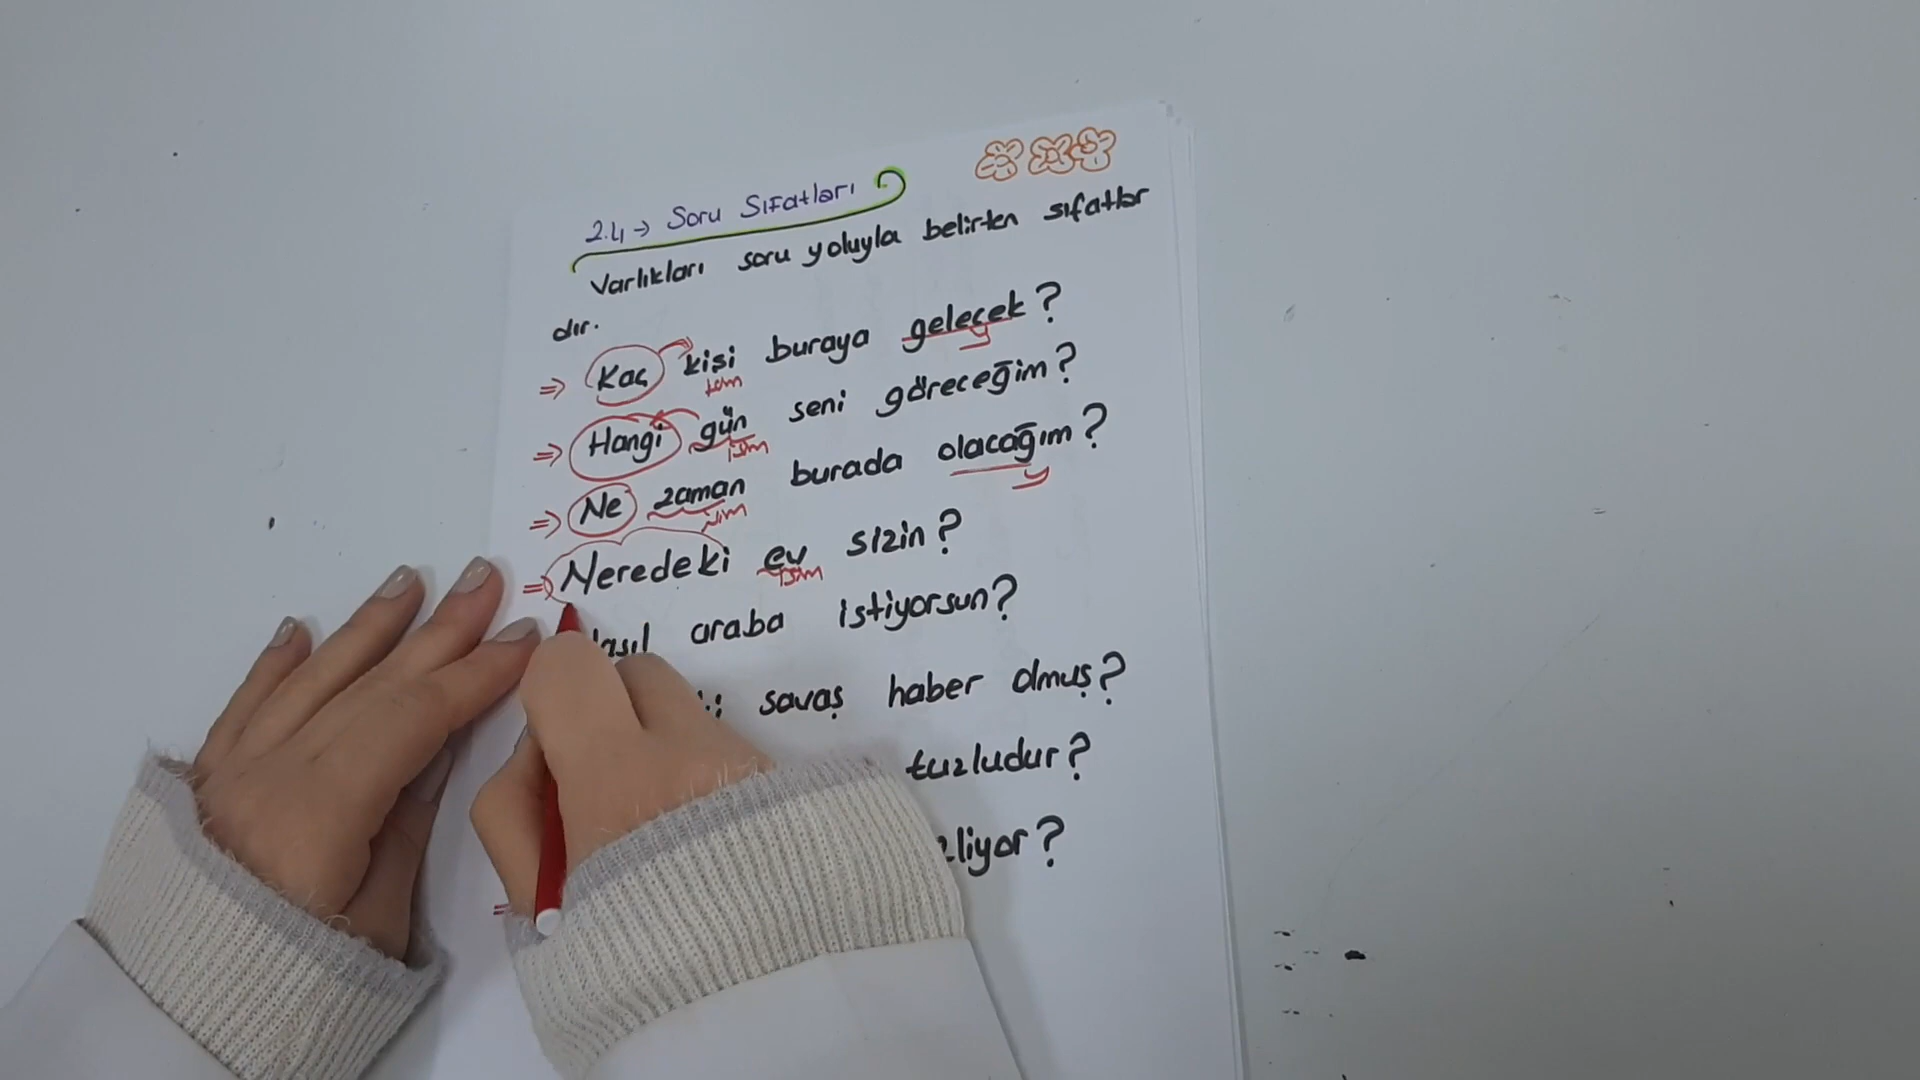 2.4 → Soru Sıfatları
Varlıkları soru yoluyla belirten sıfatlar
dır.
⇒ Kaç kişi buraya geleçek?
isim
⇒ Hangi gün seni göreceğim?
isim
⇒ Ne zaman burada olacağım?
isim
⇒ Neredeki ev sizin?
isim
araba istiyorsun?
savaş haber olmuş?
tuzludur?